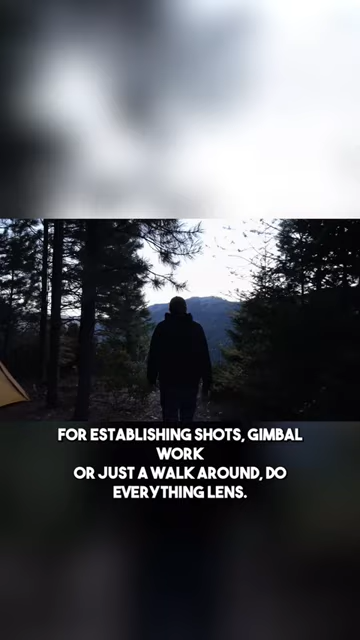 FOR ESTABLISHING SHOTS, GIMBAL
WORK
OR JUST A WALK AROUND, DO
EVERYTHING LENS.